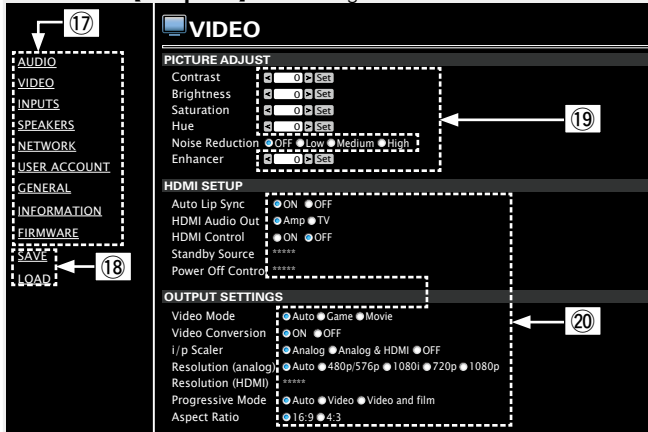 ⑰
AUDIO
VIDEO
INPUTS
SPEAKERS
NETWORK
USER ACCOUNT
GENERAL
INFORMATION
FIRMWARE
SAVE
LOAD
⑱
VIDEO
PICTURE ADJUST
Contrast < 0 > Set
Brightness < 0 > Set
Saturation < 0 > Set
Hue < 0 > Set
Noise Reduction OFF Low Medium High
Enhancer < 0 > Set
⑲
HDMI SETUP
Auto Lip Sync ON OFF
HDMI Audio Out Amp TV
HDMI Control ON OFF
Standby Source *****
Power Off Control *****
OUTPUT SETTINGS
Video Mode Auto Game Movie
Video Conversion ON OFF
i/p Scaler Analog Analog & HDMI OFF
Resolution (analog) Auto 480p/576p 1080i 720p 1080p
Resolution (HDMI) *****
Progressive Mode Auto Video Video and film
Aspect Ratio 16:9 4:3
⑳